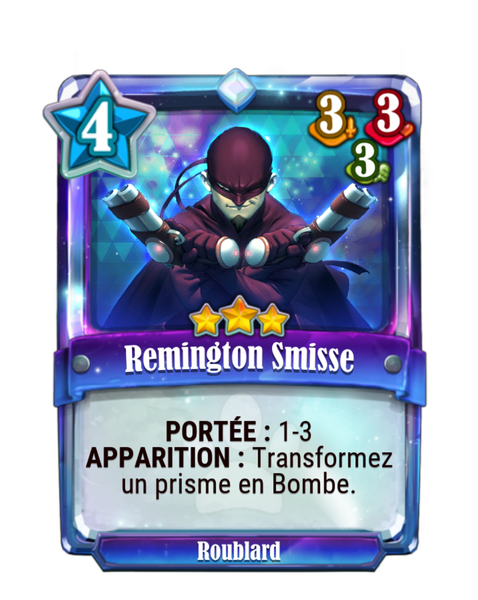 4
3 3
3
Remington Smisse
PORTÉE : 1-3
APPARITION : Transformez
un prisme en Bombe.
Roublard